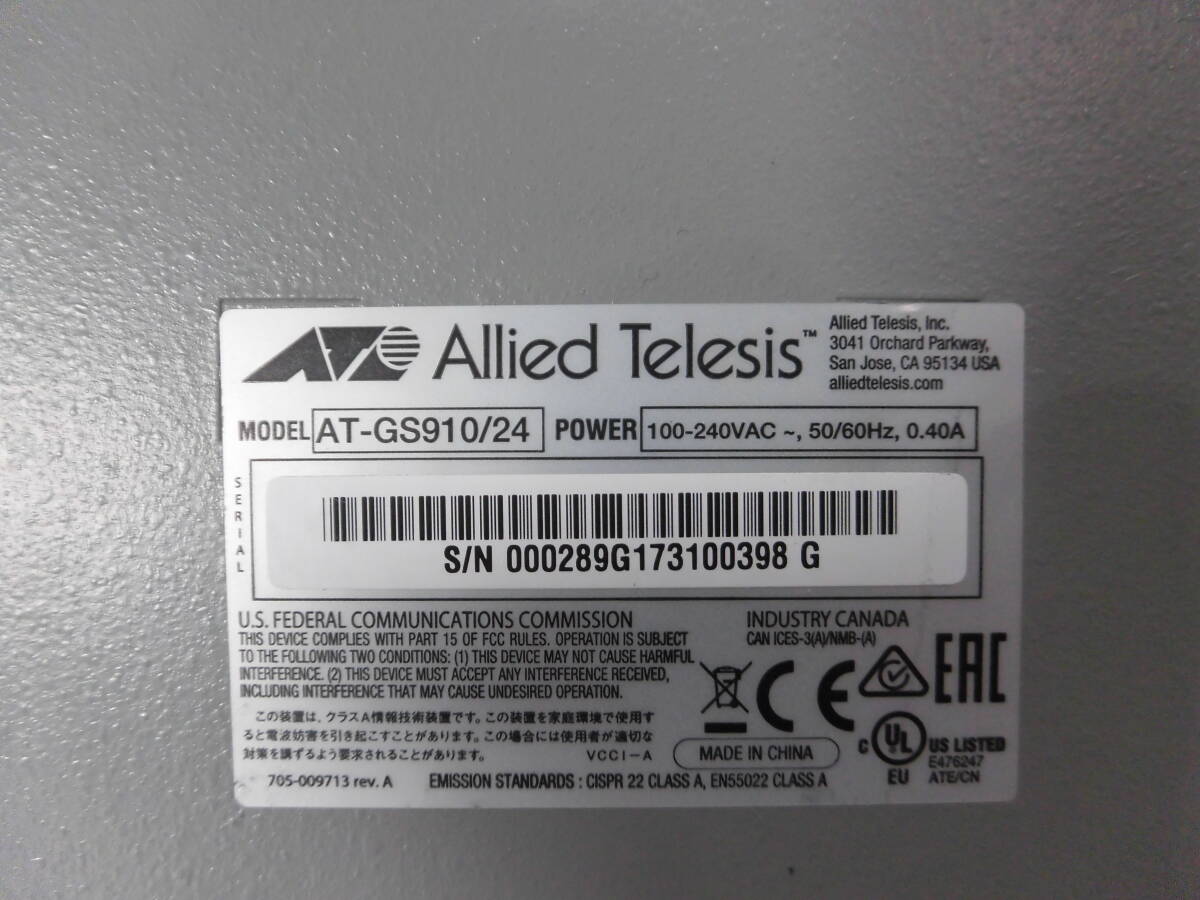 Allied Telesis™
Allied Telesis, Inc.
3041 Orchard Parkway,
San Jose, CA 95134 USA
alliedtelesis.com
MODEL AT-GS910/24 POWER 100-240VAC ~, 50/60Hz, 0.40A
SERIAL
S/N 000289G173100398 G
U.S. FEDERAL COMMUNICATIONS COMMISSION
THIS DEVICE COMPLIES WITH PART 15 OF FCC RULES. OPERATION IS SUBJECT
TO THE FOLLOWING TWO CONDITIONS: (1) THIS DEVICE MAY NOT CAUSE HARMFUL
INTERFERENCE. (2) THIS DEVICE MUST ACCEPT ANY INTERFERENCE RECEIVED,
INCLUDING INTERFERENCE THAT MAY CAUSE UNDESIRED OPERATION.
INDUSTRY CANADA
CAN ICES-3(A)/NMB-(A)
CE
EAC
この装置は、クラスA情報技術装置です。この装置を家庭環境で使用す
ると電波妨害を引き起こすことがあります。この場合には使用者が適切な
対策を講ずるよう要求されることがあります。 VCCI-A
MADE IN CHINA
C UL US LISTED
EU
E476247
ATE/CN
705-009713 rev. A
EMISSION STANDARDS : CISPR 22 CLASS A, EN55022 CLASS A